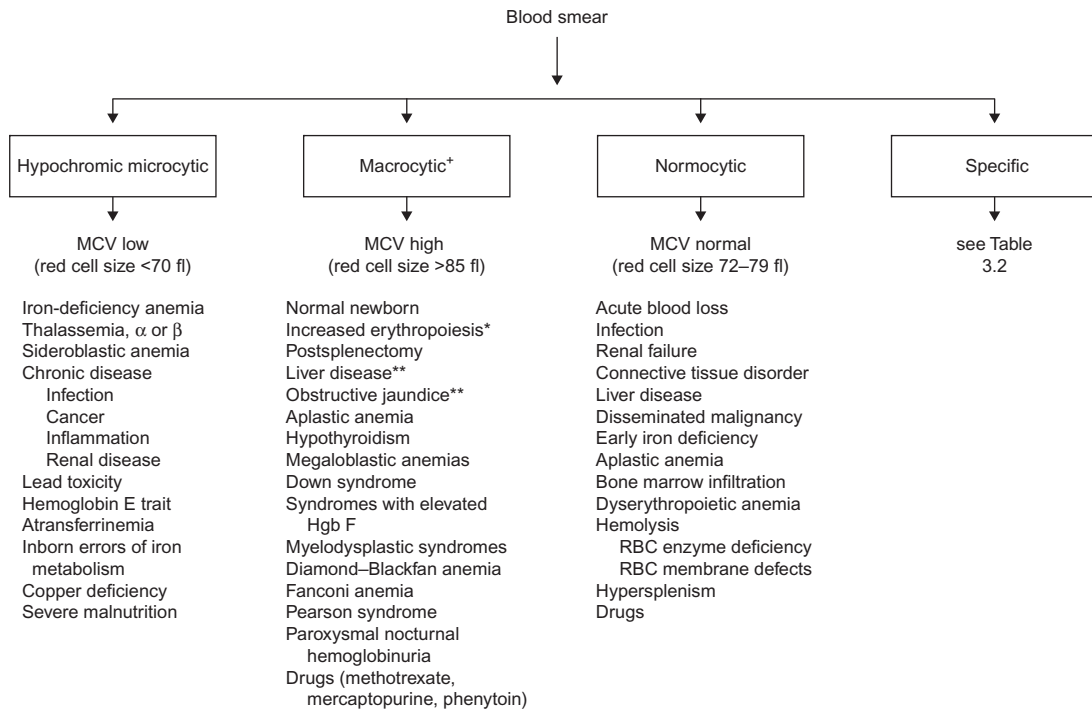 Blood smear
Hypochromic microcytic
MCV low
(red cell size <70 fl)
Iron-deficiency anemia
Thalassemia, α or β
Sideroblastic anemia
Chronic disease
Infection
Cancer
Inflammation
Renal disease
Lead toxicity
Hemoglobin E trait
Atransferrinemia
Inborn errors of iron
metabolism
Copper deficiency
Severe malnutrition
Macrocytic+
MCV high
(red cell size >85 fl)
Normal newborn
Increased erythropoiesis*
Postsplenectomy
Liver disease**
Obstructive jaundice**
Aplastic anemia
Hypothyroidism
Megaloblastic anemias
Down syndrome
Syndromes with elevated
Hgb F
Myelodysplastic syndromes
Diamond–Blackfan anemia
Fanconi anemia
Pearson syndrome
Paroxysmal nocturnal
hemoglobinuria
Drugs (methotrexate,
mercaptopurine, phenytoin)
Normocytic
MCV normal
(red cell size 72–79 fl)
Acute blood loss
Infection
Renal failure
Connective tissue disorder
Liver disease
Disseminated malignancy
Early iron deficiency
Aplastic anemia
Bone marrow infiltration
Dyserythropoietic anemia
Hemolysis
RBC enzyme deficiency
RBC membrane defects
Hypersplenism
Drugs
Specific
see Table
3.2